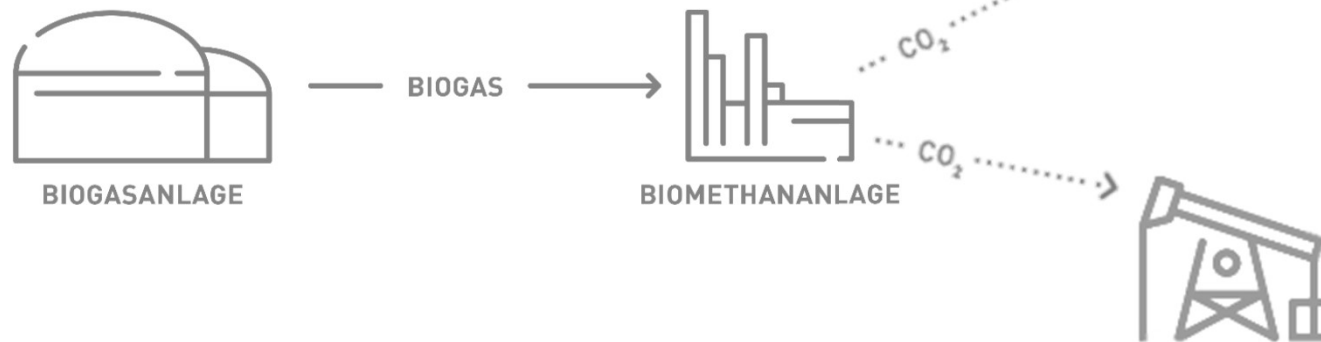 CO₂
BIOGAS
CO₂
BIOGASANLAGE
BIOMETHANANLAGE